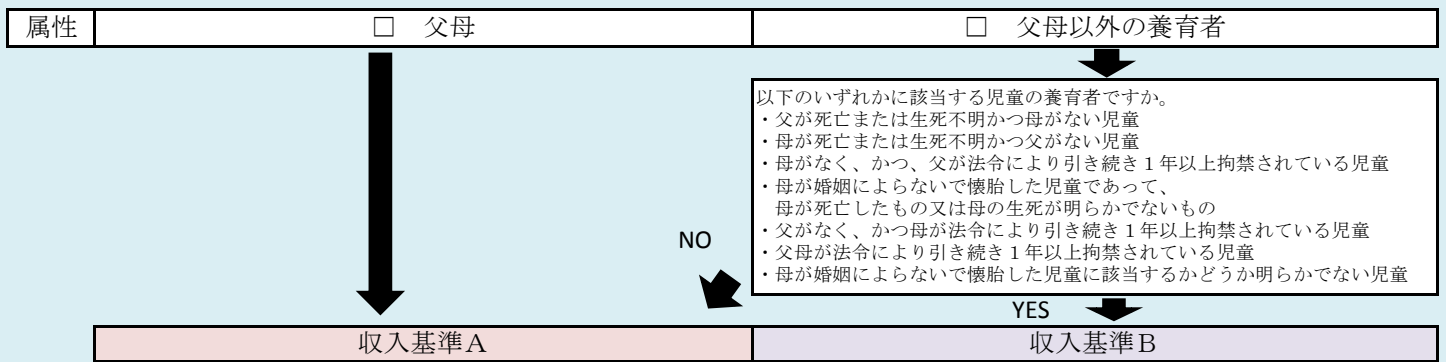 属性 □ 父母 □ 父母以外の養育者
以下のいずれかに該当する児童の養育者ですか。
・父が死亡または生死不明かつ母がない児童
・母が死亡または生死不明かつ父がない児童
・母がなく、かつ、父が法令により引き続き１年以上拘禁されている児童
・母が婚姻によらないで懐胎した児童であって、
母が死亡したもの又は母の生死が明らかでないもの
・父がなく、かつ母が法令により引き続き１年以上拘禁されている児童
・父母が法令により引き続き１年以上拘禁されている児童
・母が婚姻によらないで懐胎した児童に該当するかどうか明らかでない児童
NO
YES
収入基準Ａ 収入基準Ｂ